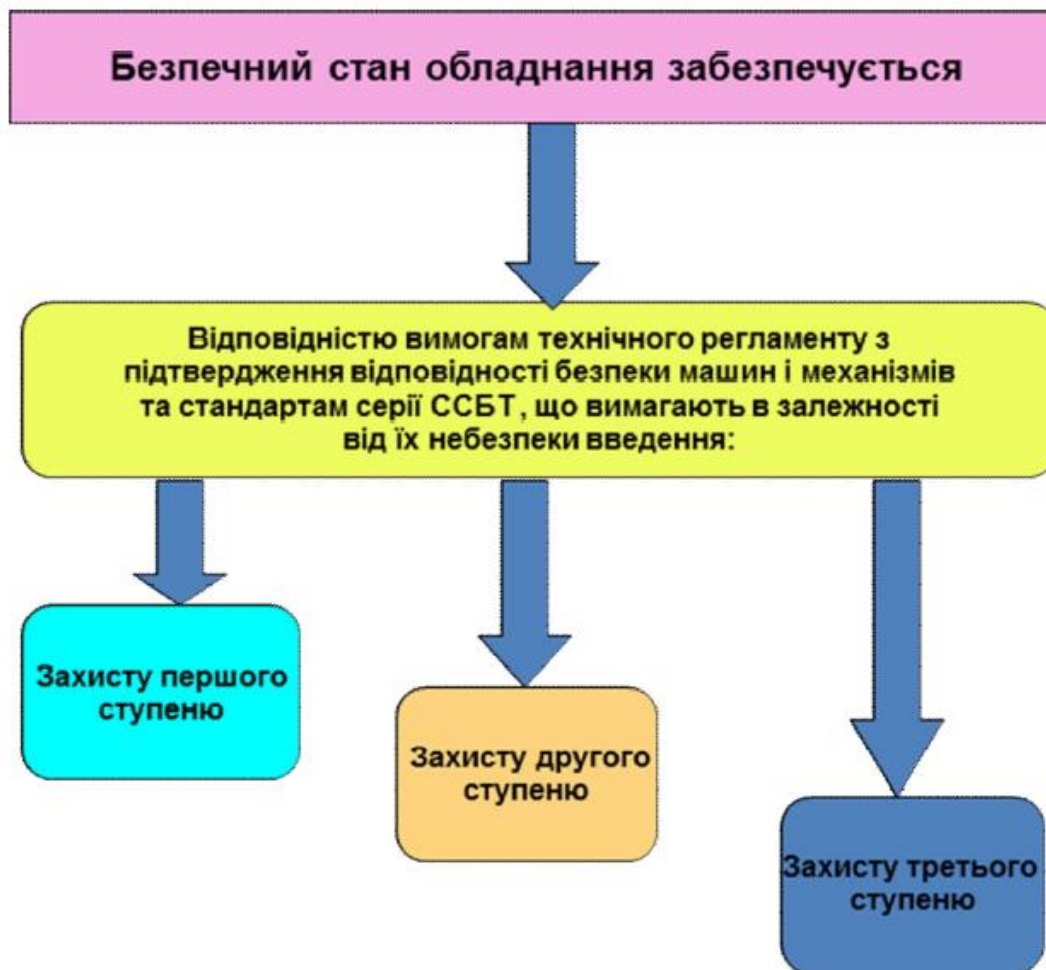 Безпечний стан обладнання забезпечується
Відповідністю вимогам технічного регламенту з
підтвердження відповідності безпеки машин і механізмів
та стандартам серії ССБТ, що вимагають в залежності
від їх небезпеки введення:
Захисту першого
ступеню
Захисту другого
ступеню
Захисту третього
ступеню